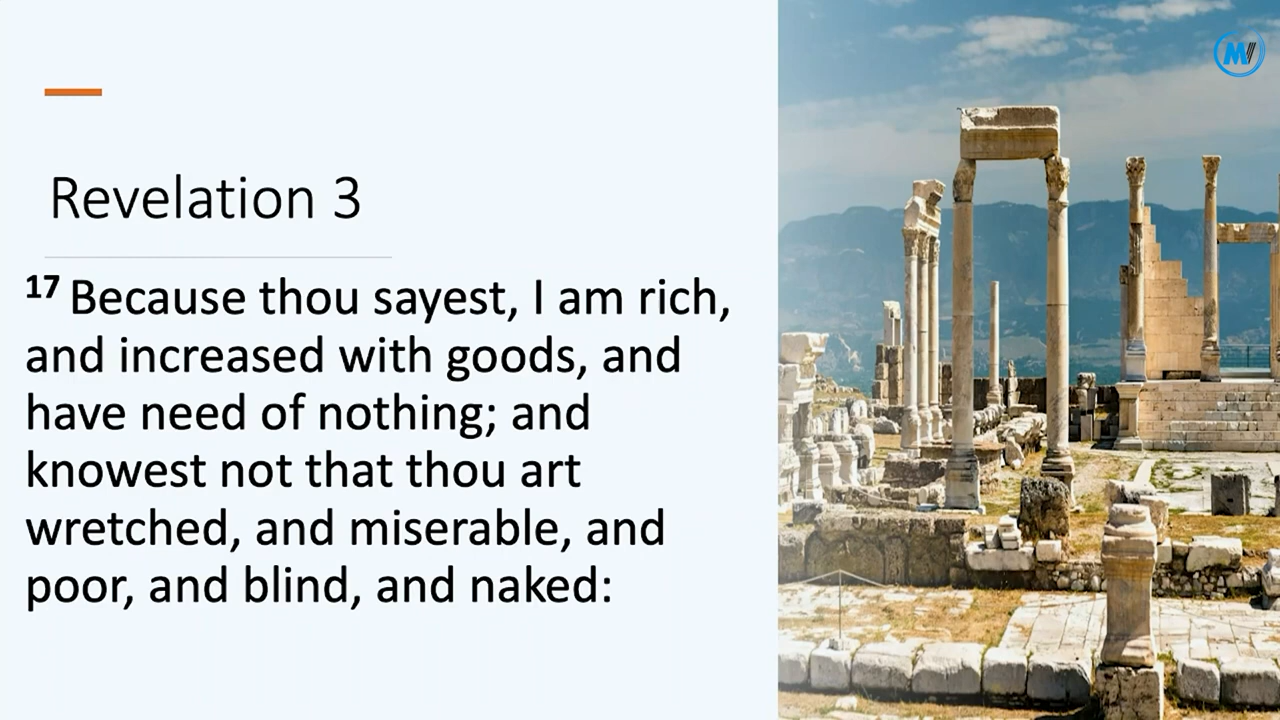 Revelation 3
17 Because thou sayest, I am rich,
and increased with goods, and
have need of nothing; and
knowest not that thou art
wretched, and miserable, and
poor, and blind, and naked:
MV